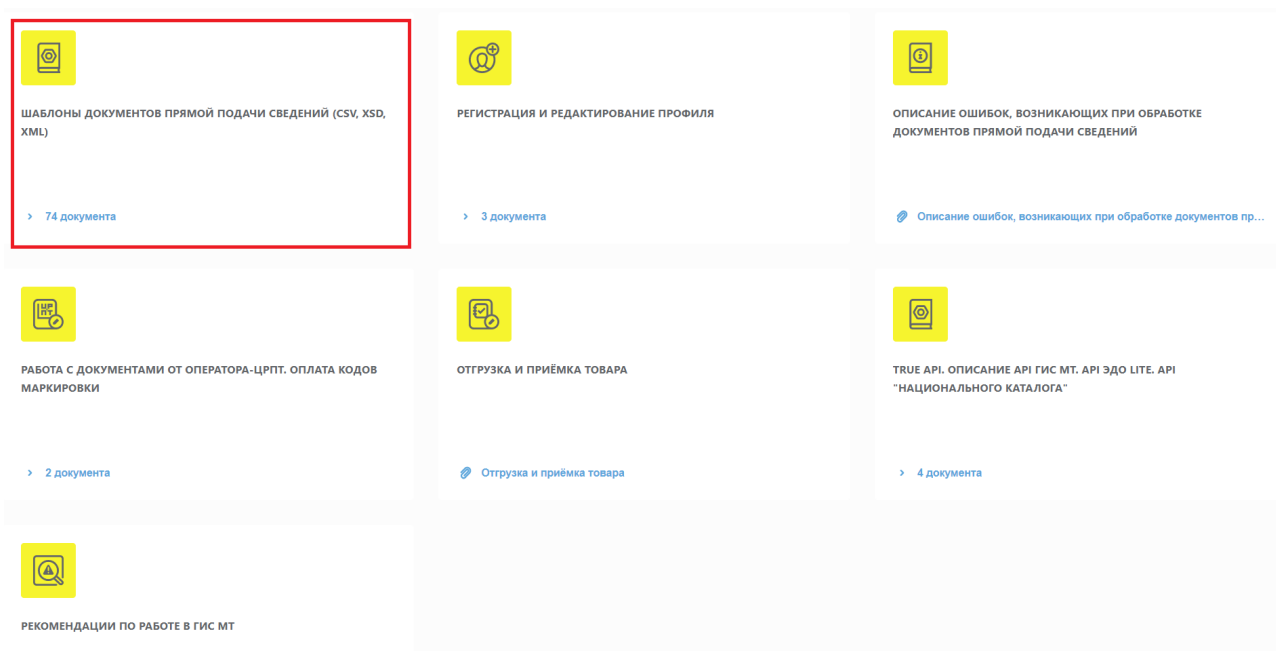 ШАБЛОНЫ ДОКУМЕНТОВ ПРЯМОЙ ПОДАЧИ СВЕДЕНИЙ (CSV, XSD,
XML)
74 документа
РЕГИСТРАЦИЯ И РЕДАКТИРОВАНИЕ ПРОФИЛЯ
3 документа
ОПИСАНИЕ ОШИБОК, ВОЗНИКАЮЩИХ ПРИ ОБРАБОТКЕ
ДОКУМЕНТОВ ПРЯМОЙ ПОДАЧИ СВЕДЕНИЙ
Описание ошибок, возникающих при обработке документов пр...
ЦР
ПТ
РАБОТА С ДОКУМЕНТАМИ ОТ ОПЕРАТОРА-ЦРПТ. ОПЛАТА КОДОВ
МАРКИРОВКИ
2 документа
ОТГРУЗКА И ПРИЁМКА ТОВАРА
Отгрузка и приёмка товара
TRUE API. ОПИСАНИЕ API ГИС МТ. API ЭДО LITE. API
"НАЦИОНАЛЬНОГО КАТАЛОГА"
4 документа
РЕКОМЕНДАЦИИ ПО РАБОТЕ В ГИС МТ